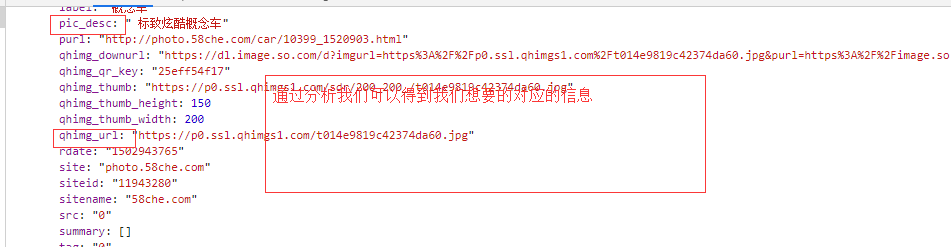 label: "概念车"
pic_desc: " 标致炫酷概念车"
purl: "http://photo.58che.com/car/10399_1520903.html"
qhimg_downurl: "https://dl.image.so.com/d?imgurl=https%3A%2F%2Fp0.ssl.qhimgs1.com%2Ft014e9819c42374da60.jpg&purl=https%3A%2F%2Fimage.so
qhimg_qr_key: "25eff54f17"
qhimg_thumb: "https://p0.ssl.qhimgs1.com/sdr/200_200_/t014e9819c42374da60.jpg"
通过分析我们可以得到我们想要的对应的信息
qhimg_thumb_height: 150
qhimg_thumb_width: 200
qhimg_url: "https://p0.ssl.qhimgs1.com/t014e9819c42374da60.jpg"
rdate: "1502943765"
site: "photo.58che.com"
siteid: "11943280"
sitename: "58che.com"
src: "0"
summary: []
tag: "0"